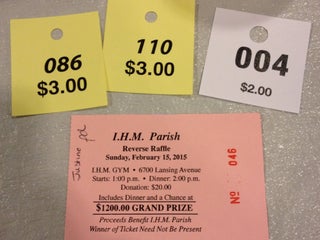 086
$3.00
110
$3.00
004
$2.00
I.H.M. Parish
Reverse Raffle
Sunday, February 15, 2015
I.H.M. GYM • 6700 Lansing Avenue
Starts: 1:00 p.m. • Dinner: 2:00 p.m.
Donation: $20.00
Includes Dinner and a Chance at
$1200.00 GRAND PRIZE
Proceeds Benefit I.H.M. Parish
Winner of Ticket Need Not Be Present
Justine pd
No 046